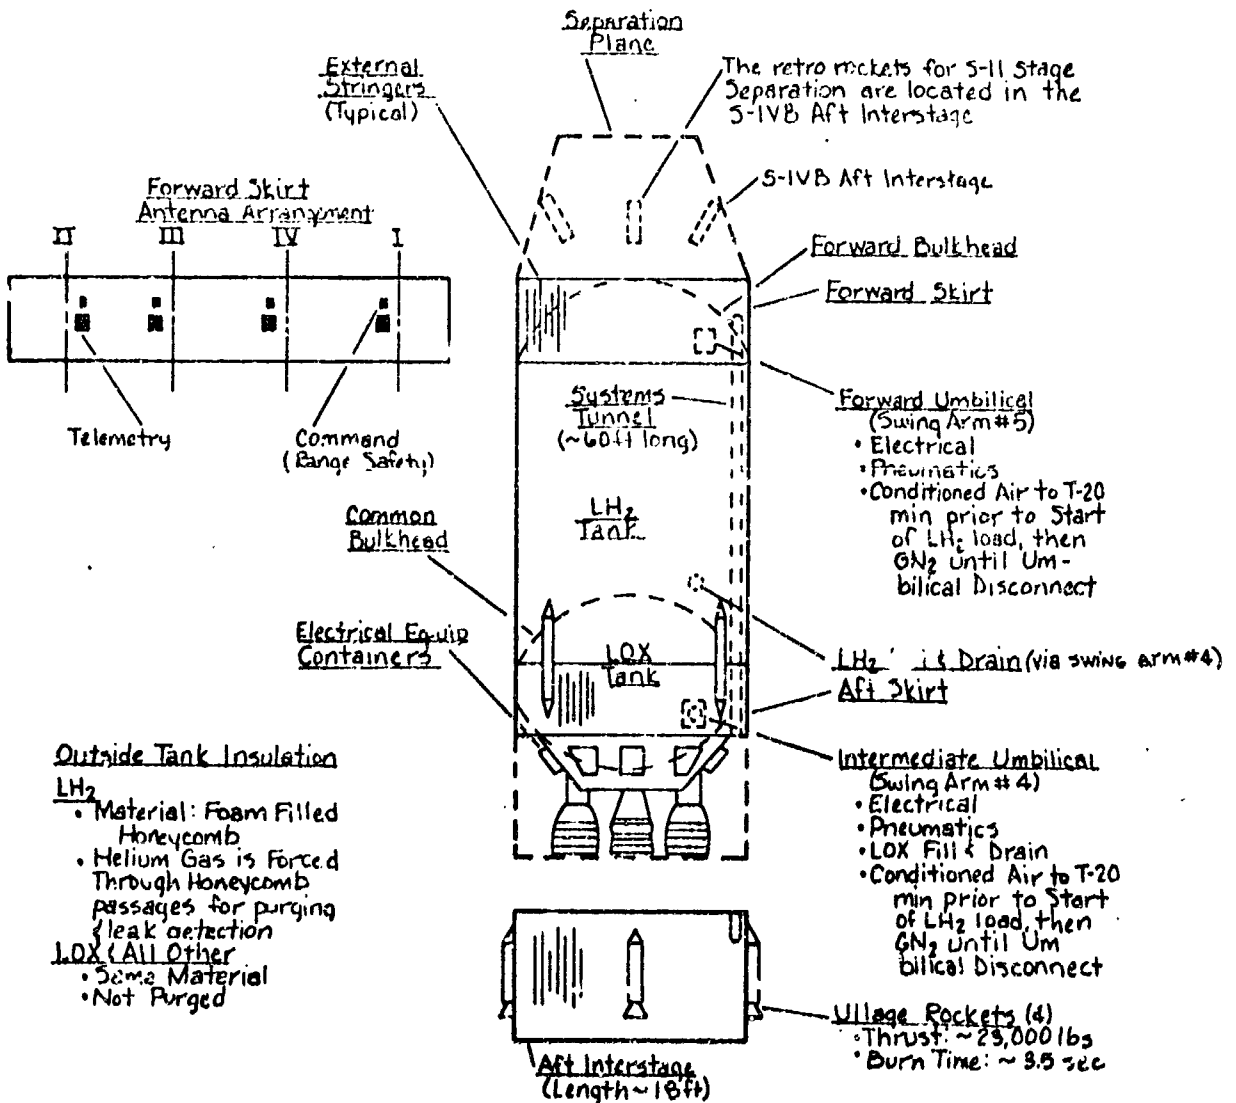 Separation
Plane
External
Stringers
(Typical)
The retro rockets for S-II Stage
Separation are located in the
S-IVB Aft Interstage
S-IVB Aft Interstage
Forward Skirt
Antenna Arrangment
II III IV I
Telemetry
Command
(Range Safety)
Forward Bulkhead
Forward Skirt
Systems
Tunnel
(~60ft long)
Forward Umbilical
(Swing Arm #5)
• Electrical
• Pneumatics
• Conditioned Air to T-20
min prior to Start
of LH2 load, then
GN2 until Um-
bilical Disconnect
LH2
Tank
Common
Bulkhead
Electrical Equip
Containers
LOX
Tank
LH2 & Drain (via swing arm #4)
Aft Skirt
Intermediate Umbilical
(Swing Arm #4)
• Electrical
• Pneumatics
• LOX Fill & Drain
• Conditioned Air to T-20
min prior to Start
of LH2 load, then
GN2 until Um
bilical Disconnect
Outside Tank Insulation
LH2
• Material: Foam Filled
Honeycomb
• Helium Gas is Forced
Through Honeycomb
passages for purging
& leak detection
LOX & All Other
• Same Material
• Not Purged
Ullage Rockets (4)
• Thrust: ~23,000 lbs
• Burn Time: ~3.5 sec
Aft Interstage
(Length ~18ft)